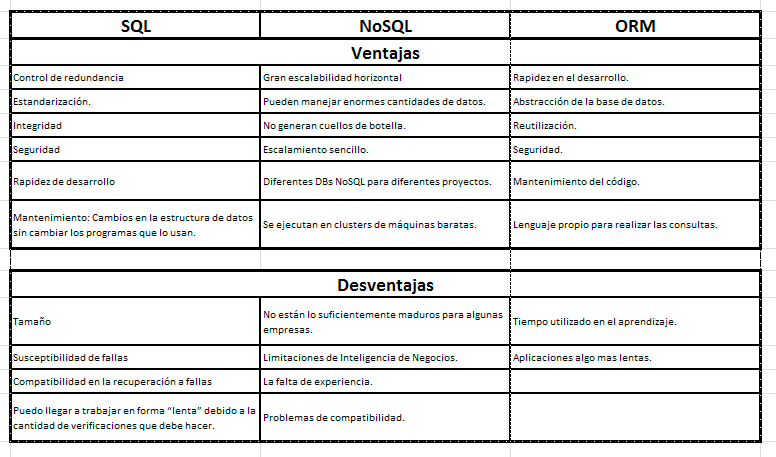 SQL NoSQL ORM
Ventajas
Control de redundancia Gran escalabilidad horizontal Rapidez en el desarrollo.
Estandarización. Pueden manejar enormes cantidades de datos. Abstracción de la base de datos.
Integridad No generan cuellos de botella. Reutilización.
Seguridad Escalamiento sencillo. Seguridad.
Rapidez de desarrollo Diferentes DBs NoSQL para diferentes proyectos. Mantenimiento del código.
Mantenimiento: Cambios en la estructura de datos
sin cambiar los programas que lo usan.
Se ejecutan en clusters de máquinas baratas. Lenguaje propio para realizar las consultas.
Desventajas
Tamaño
No están lo suficientemente maduros para algunas
empresas.
Tiempo utilizado en el aprendizaje.
Susceptibilidad de fallas Limitaciones de Inteligencia de Negocios. Aplicaciones algo mas lentas.
Compatibilidad en la recuperación a fallas La falta de experiencia.
Puedo llegar a trabajar en forma “lenta” debido a la
cantidad de verificaciones que debe hacer.
Problemas de compatibilidad.